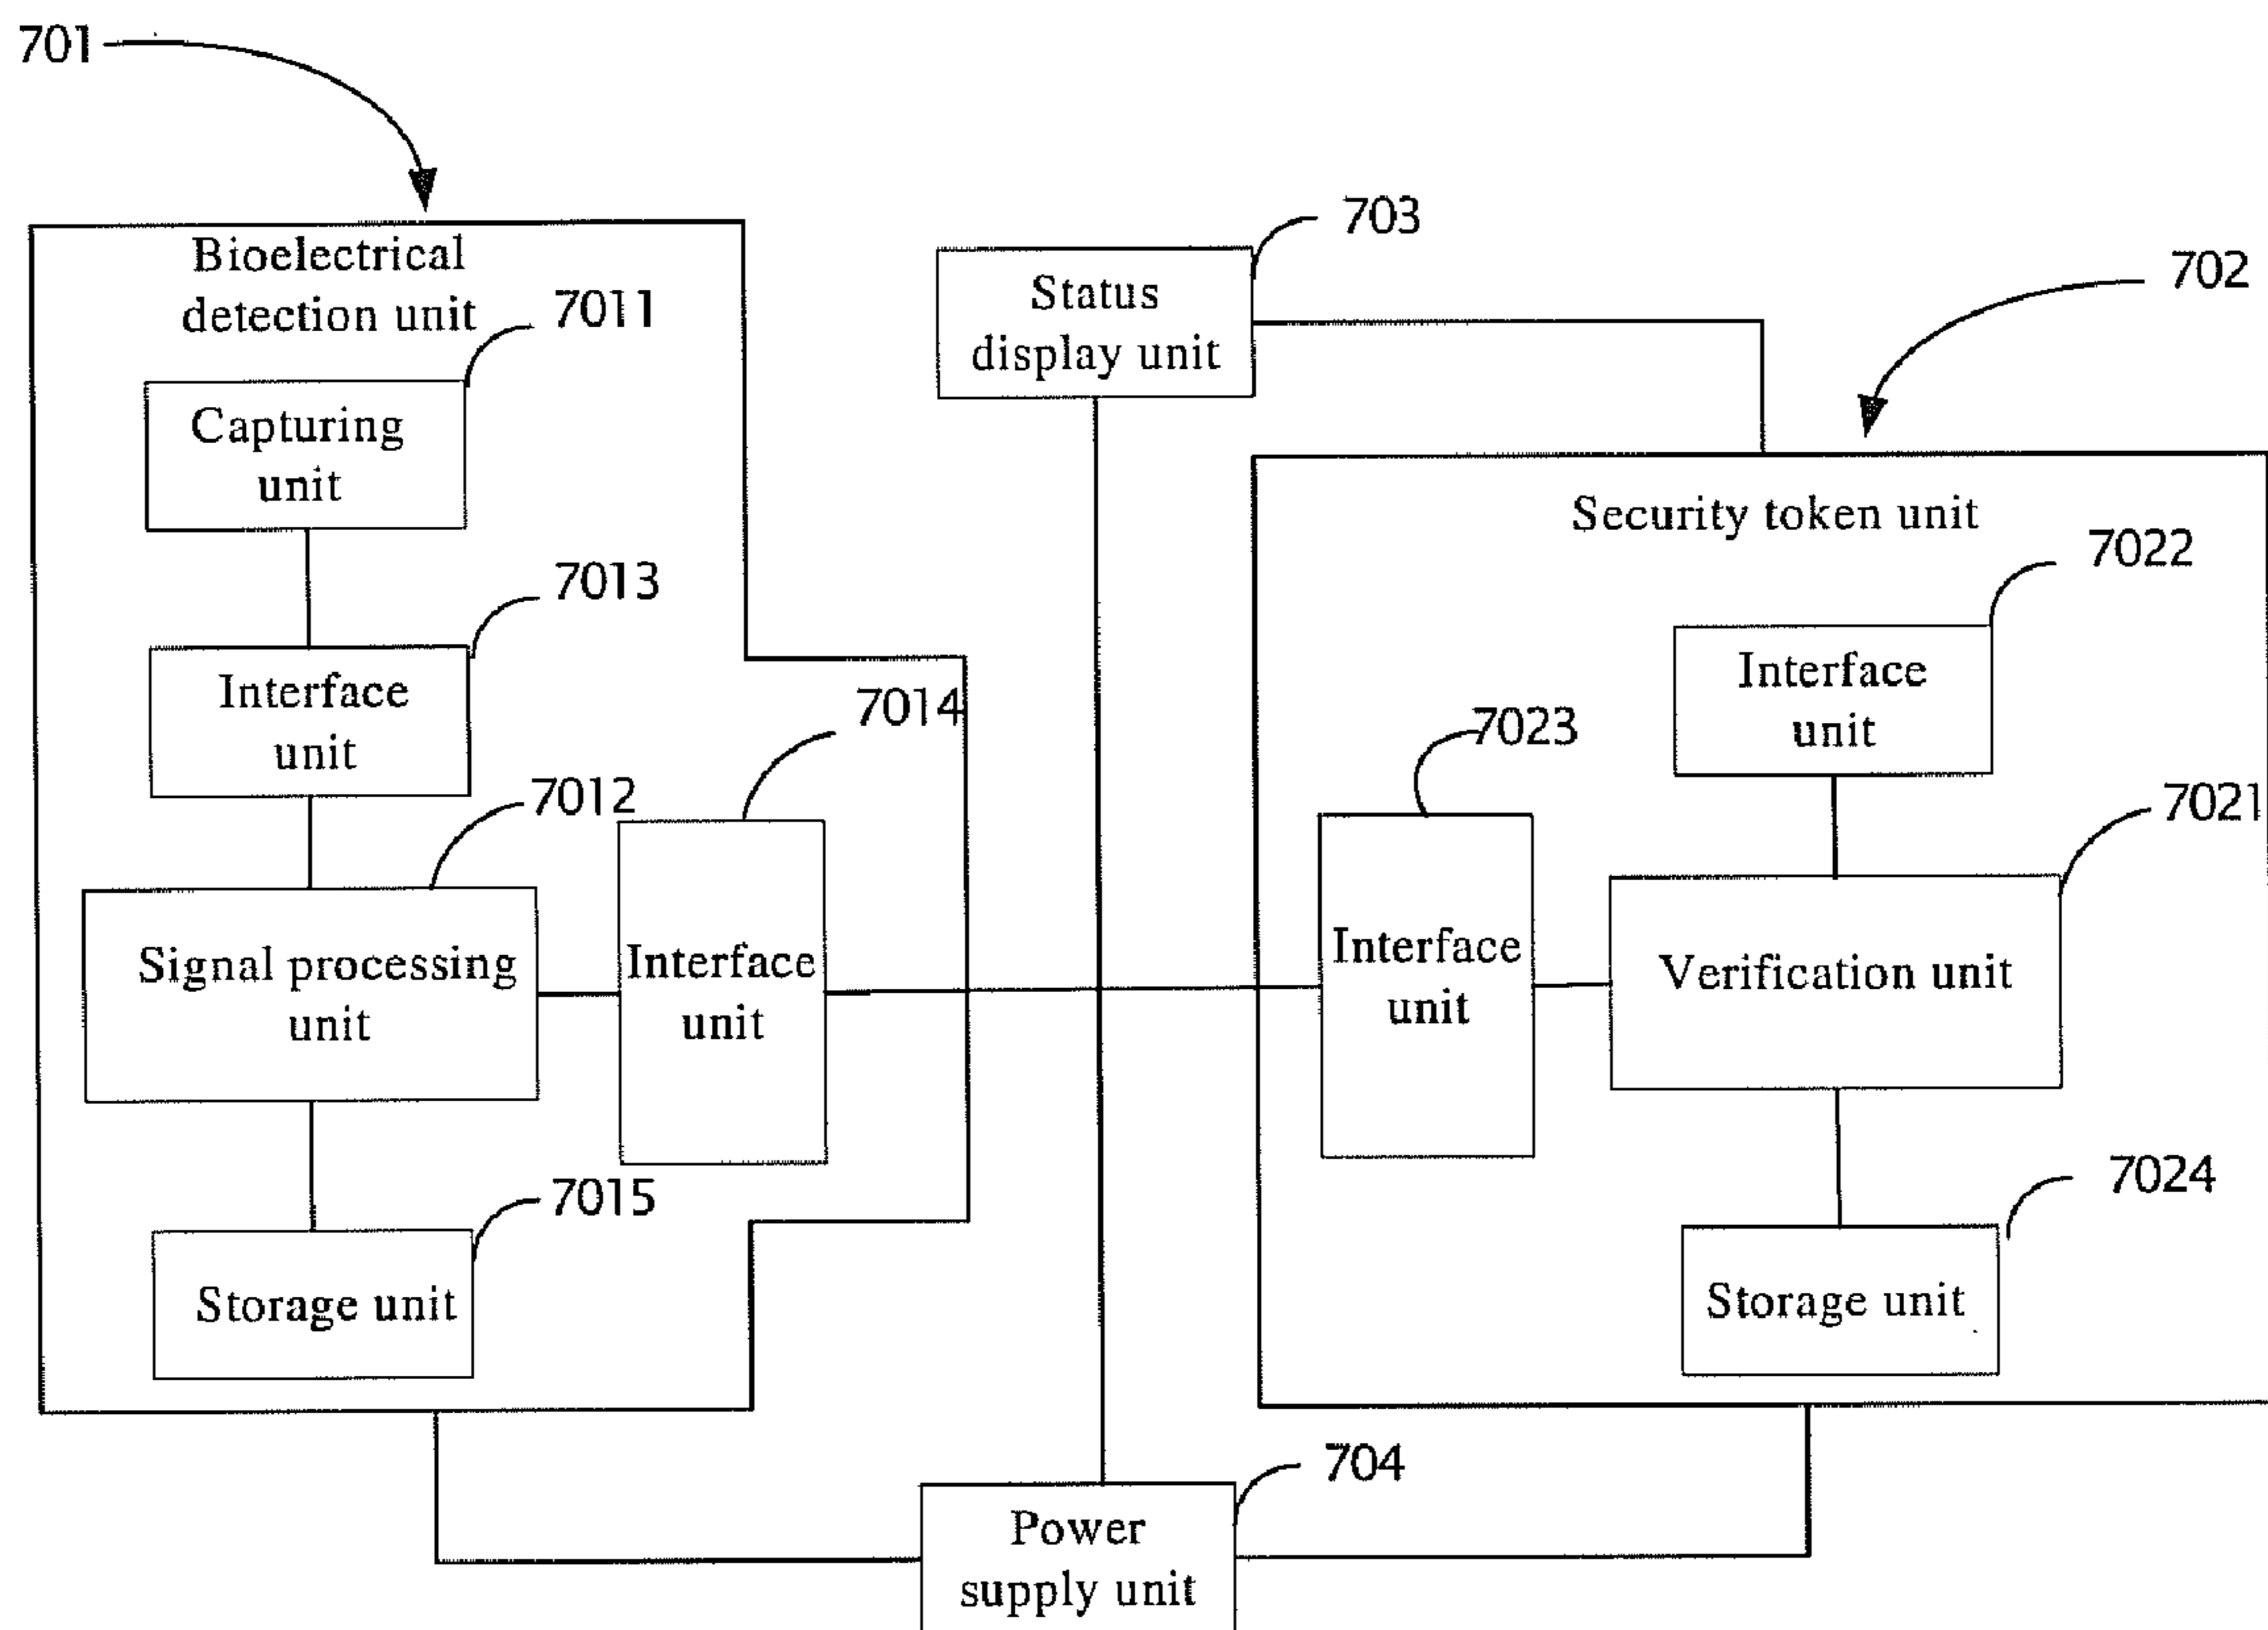 701
Bioelectrical
detection unit
7011
Capturing
unit
7013
Interface
unit
7012
Signal processing
unit
7014
Interface
unit
7015
Storage unit
703
Status
display unit
702
Security token unit
7022
Interface
unit
7023
Interface
unit
7021
Verification unit
7024
Storage unit
704
Power
supply unit